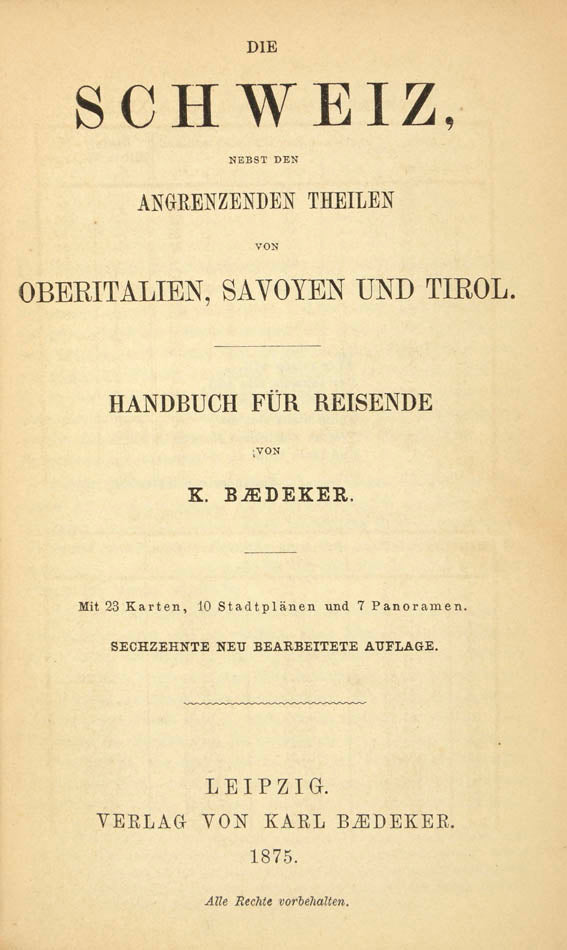 DIE
SCHWEIZ,
NEBST DEN
ANGRENZENDEN THEILEN
VON
OBERITALIEN, SAVOYEN UND TIROL.
HANDBUCH FÜR REISENDE
VON
K. BÆDEKER.
Mit 23 Karten, 10 Stadtplänen und 7 Panoramen.
SECHZEHNTE NEU BEARBEITETE AUFLAGE.
LEIPZIG.
VERLAG VON KARL BÆDEKER.
1875.
Alle Rechte vorbehalten.